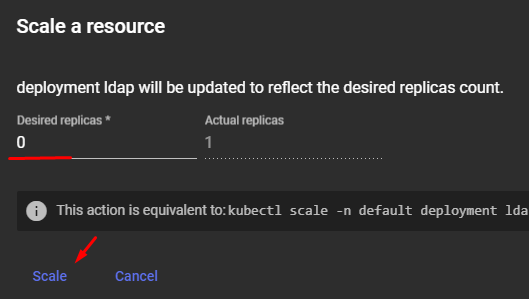 Scale a resource
deployment ldap will be updated to reflect the desired replicas count.
Desired replicas * Actual replicas
0 1
This action is equivalent to: kubectl scale -n default deployment lda
Scale Cancel